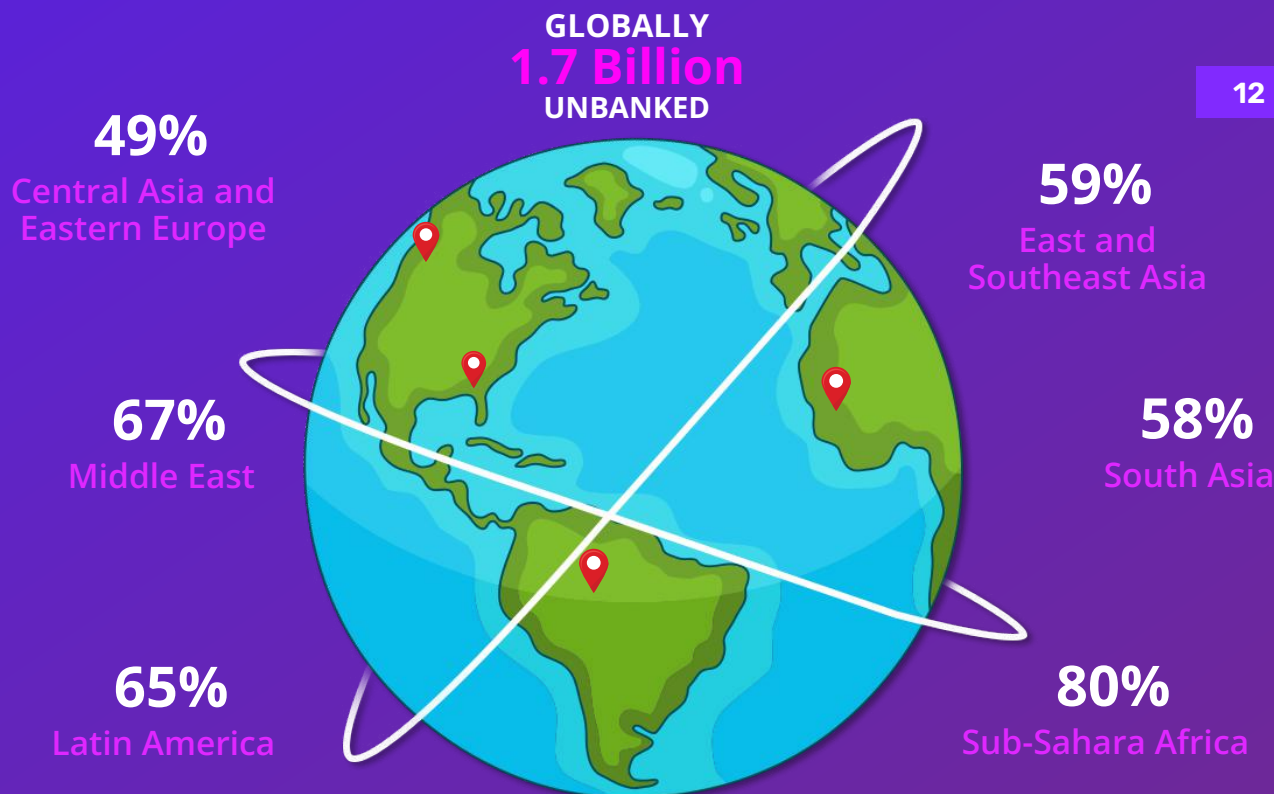 GLOBALLY
1.7 Billion
UNBANKED
12
49%
Central Asia and
Eastern Europe
59%
East and
Southeast Asia
67%
Middle East
58%
South Asia
65%
Latin America
80%
Sub-Sahara Africa